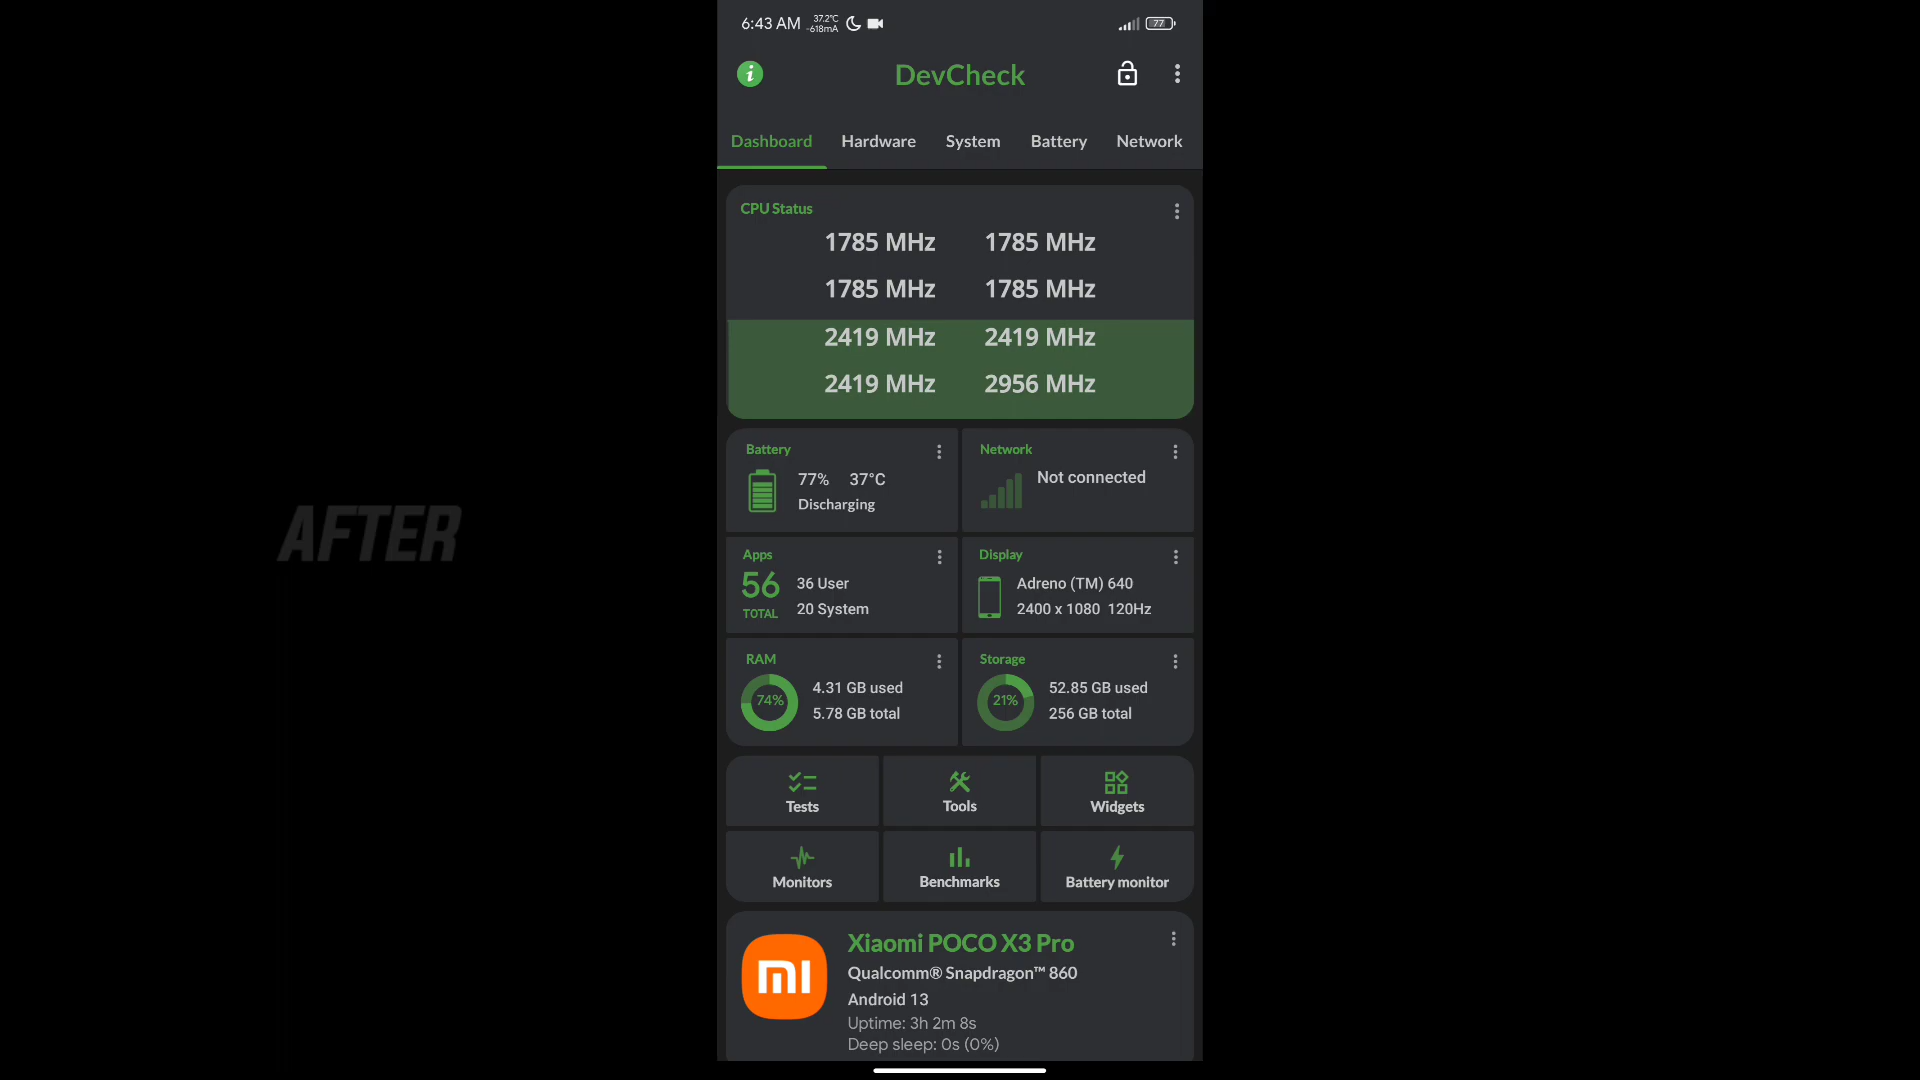 6:43 AM 37.2°C -618mA 77
DevCheck
Dashboard Hardware System Battery Network
CPU Status
1785 MHz 1785 MHz
1785 MHz 1785 MHz
2419 MHz 2419 MHz
2419 MHz 2956 MHz
Battery
77% 37°C
Discharging
Network
Not connected
AFTER
Apps
56 TOTAL
36 User
20 System
Display
Adreno (TM) 640
2400 x 1080 120Hz
RAM
74%
4.31 GB used
5.78 GB total
Storage
21%
52.85 GB used
256 GB total
Tests Tools Widgets
Monitors Benchmarks Battery monitor
Xiaomi POCO X3 Pro
Qualcomm® Snapdragon™ 860
Android 13
Uptime: 3h 2m 8s
Deep sleep: 0s (0%)